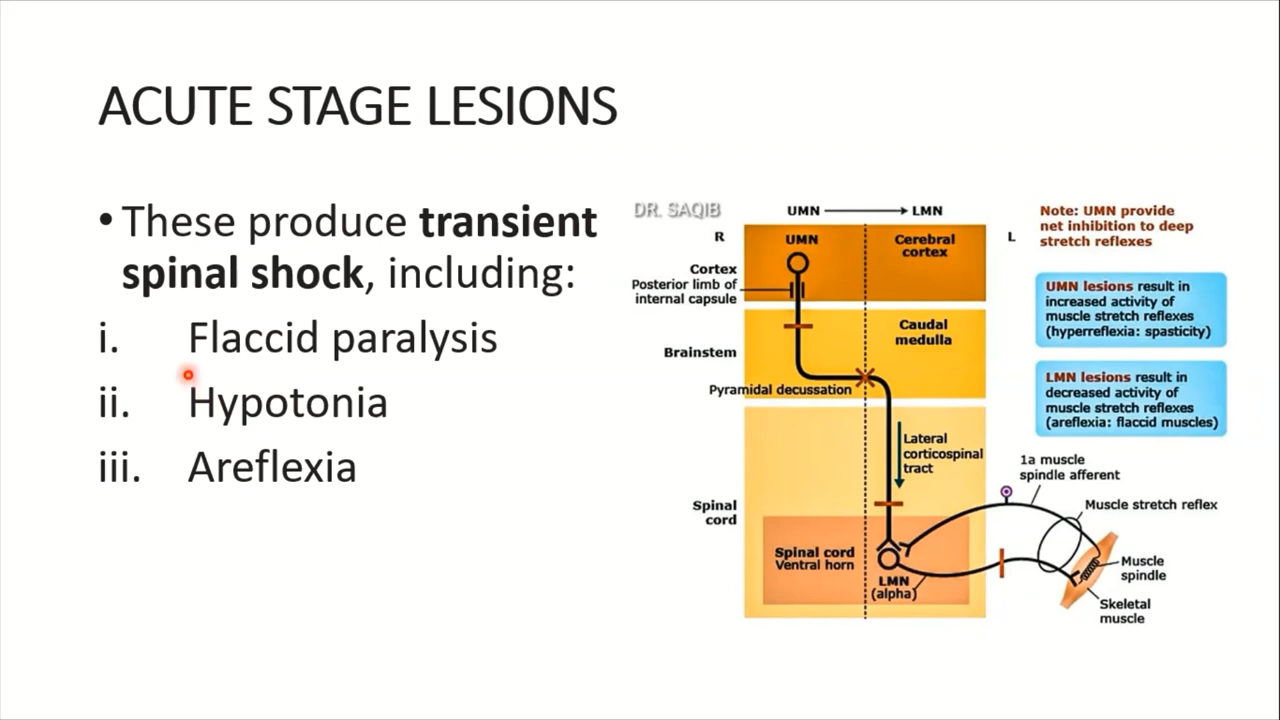 ACUTE STAGE LESIONS
• These produce transient
spinal shock, including:
i. Flaccid paralysis
ii. Hypotonia
iii. Areflexia
DR. SAQIB
UMN → LMN
R
L
UMN
Cerebral
cortex
Cortex
Posterior limb of
internal capsule
Caudal
medulla
Brainstem
Pyramidal decussation
Lateral
corticospinal
tract
Spinal
cord
Spinal cord
Ventral horn
LMN
(alpha)
Note: UMN provide
net inhibition to deep
stretch reflexes
UMN lesions result in
increased activity of
muscle stretch reflexes
(hyperreflexia: spasticity)
LMN lesions result in
decreased activity of
muscle stretch reflexes
(areflexia: flaccid muscles)
1a muscle
spindle afferent
Muscle stretch reflex
Muscle
spindle
Skeletal
muscle